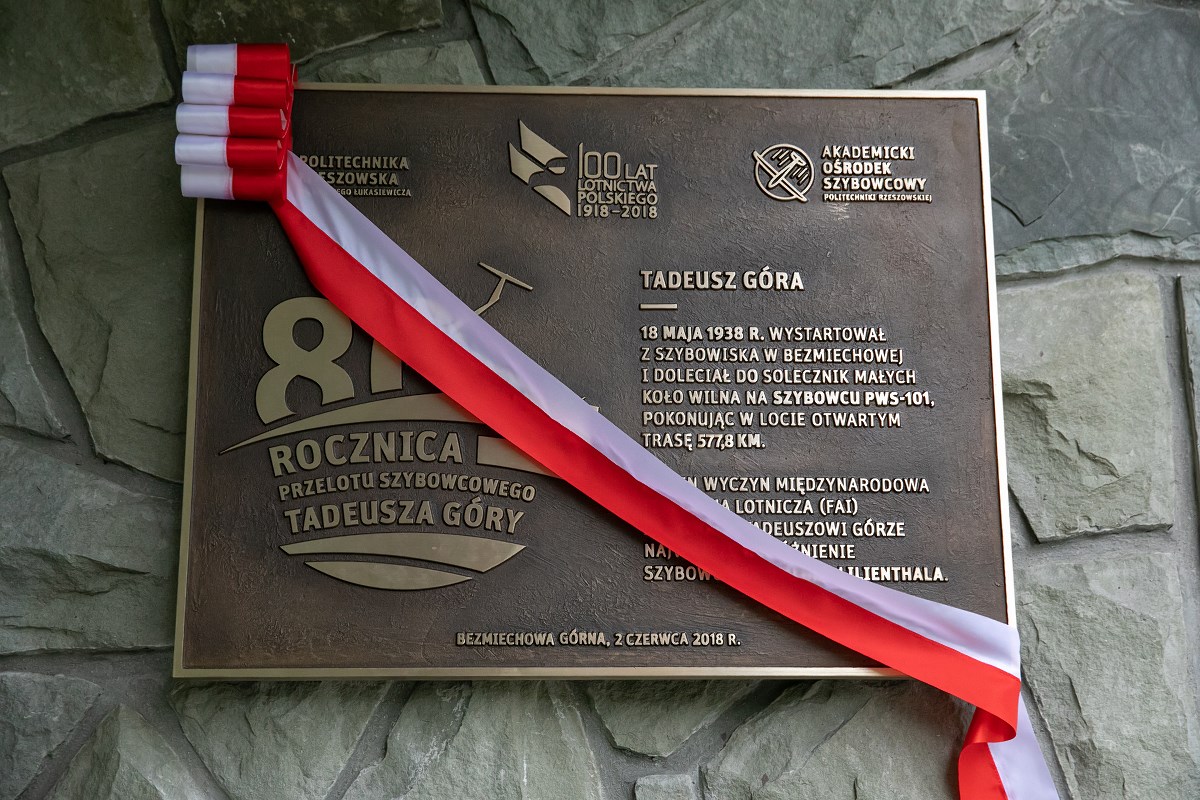 POLITECHNIKA
RZESZOWSKA
ŁUKASIEWICZA
100 LAT
LOTNICTWA
POLSKIEGO
1918-2018
AKADEMICKI
OŚRODEK
SZYBOWCOWY
POLITECHNIKI RZESZOWSKIEJ
ROCZNICA
PRZELOTU SZYBOWCOWEGO
TADEUSZA GÓRY
TADEUSZ GÓRA
18 MAJA 1938 R. WYSTARTOWAŁ
Z SZYBOWISKA W BEZMIECHOWEJ
I DOLECIAŁ DO SOLECZNIK MAŁYCH
KOŁO WILNA NA SZYBOWCU PWS-101,
POKONUJĄC W LOCIE OTWARTYM
TRASĘ 577,8 KM.
WYCZYN MIĘDZYNARODOWA
LOTNICZA (FAI)
TADEUSZOWI GÓRZE
LILIENTHALA.
BEZMIECHOWA GÓRNA, 2 CZERWCA 2018 R.